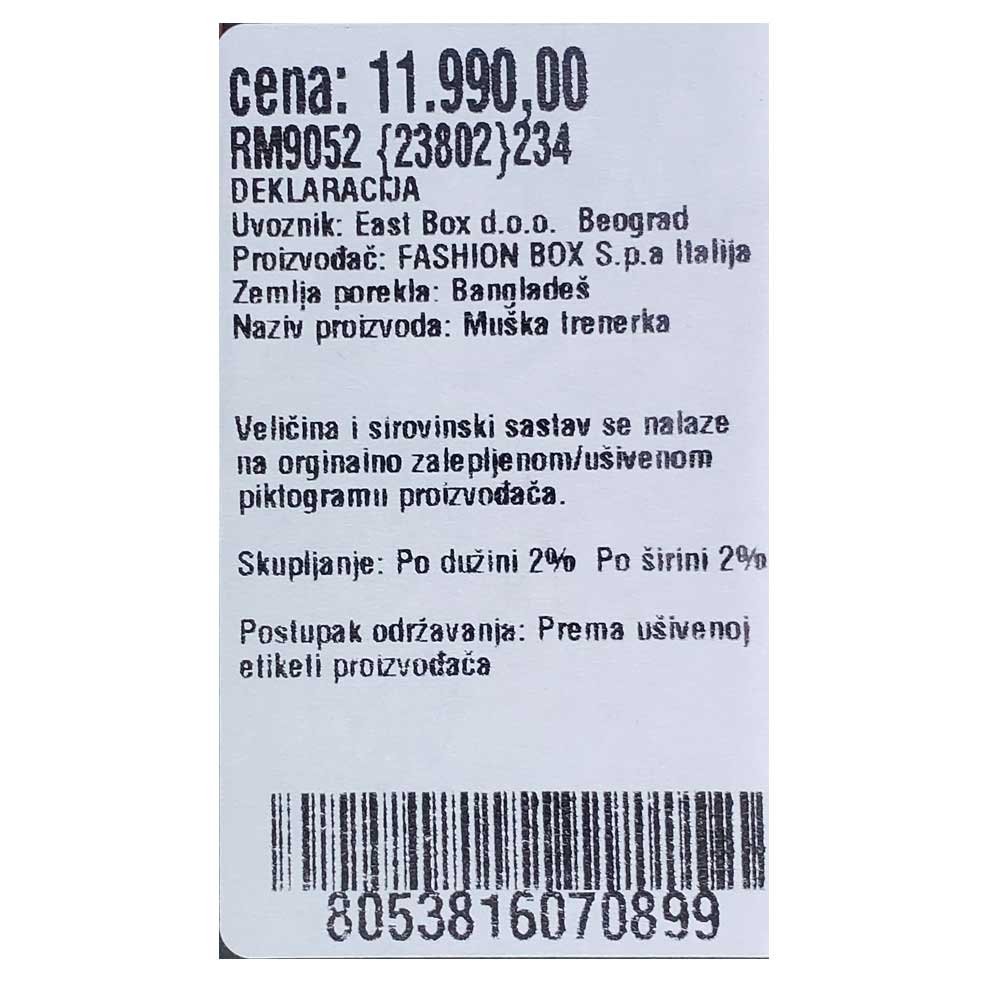 cena: 11.990,00
RM9052 {23802}234
DEKLARACIJA
Uvoznik: East Box d.o.o. Beograd
Proizvođač: FASHION BOX S.p.a Italija
Zemlja porekla: Bangladeš
Naziv proizvoda: Muška trenerka
Veličina i sirovinski sastav se nalaze
na orginalno zalepljenom/ušivenom
piktogramu proizvođača.
Skupljanje: Po dužini 2% Po širini 2%
Postupak održavanja: Prema ušivenoj
etiketi proizvođača
8053816070899